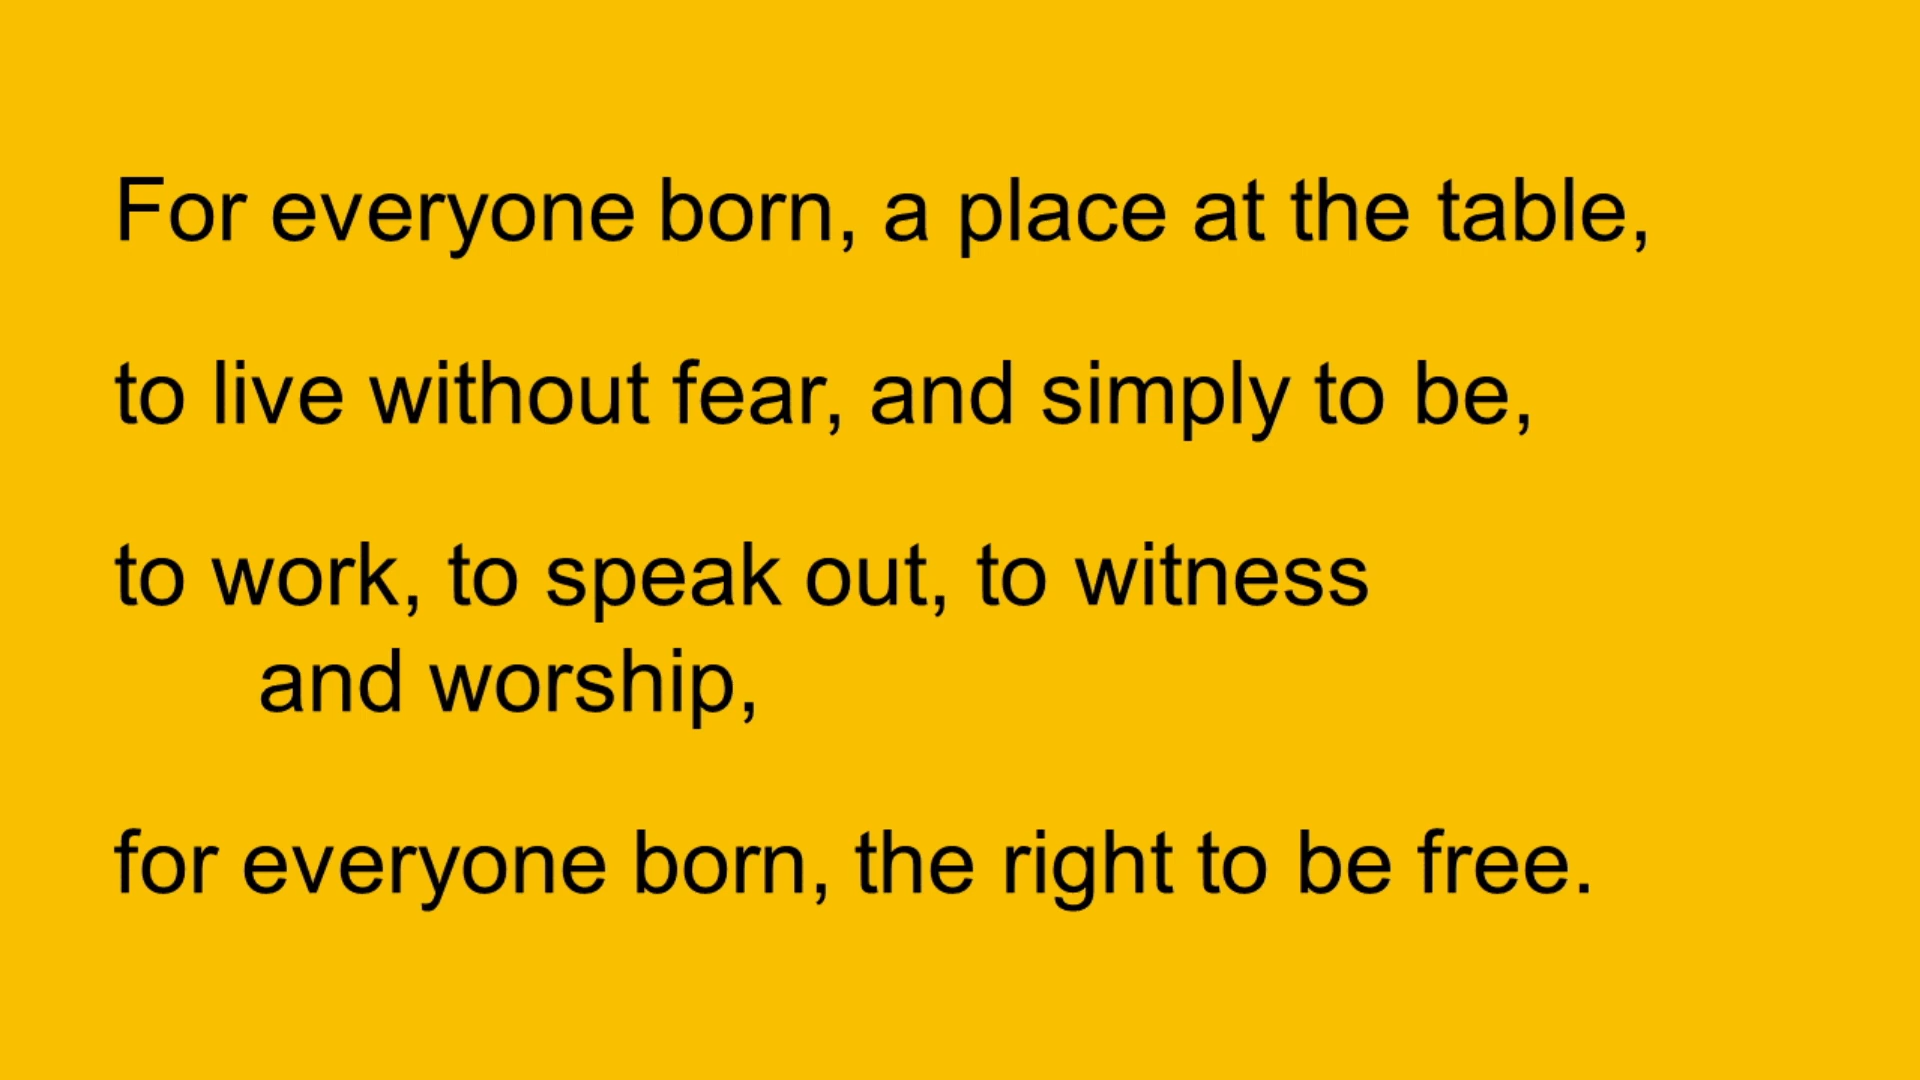 For everyone born, a place at the table,
to live without fear, and simply to be,
to work, to speak out, to witness
and worship,
for everyone born, the right to be free.